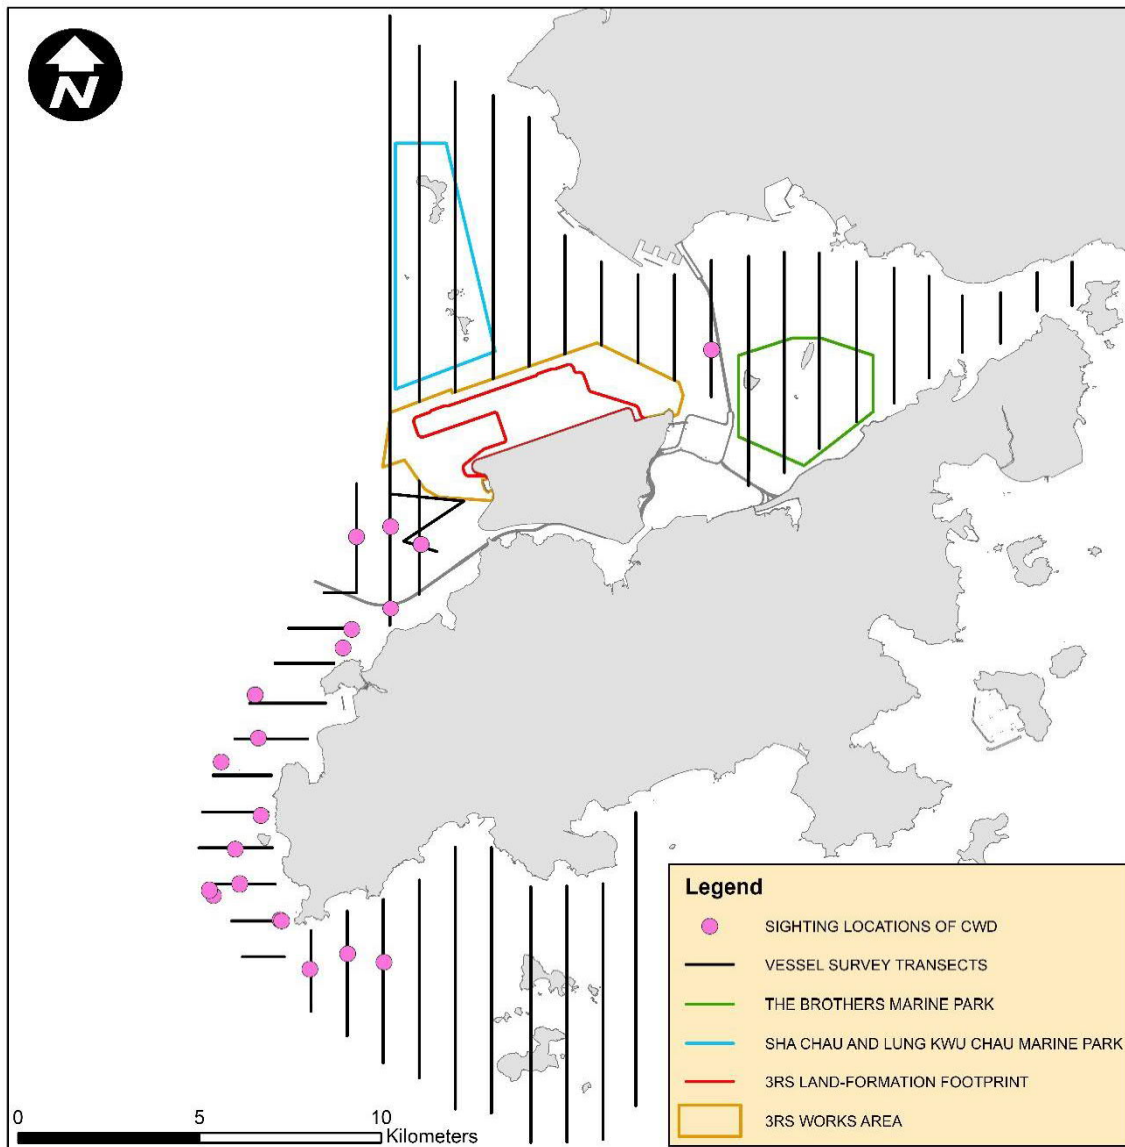 N
Legend
SIGHTING LOCATIONS OF CWD
VESSEL SURVEY TRANSECTS
THE BROTHERS MARINE PARK
SHA CHAU AND LUNG KWU CHAU MARINE PARK
3RS LAND-FORMATION FOOTPRINT
3RS WORKS AREA
0 5 10
Kilometers